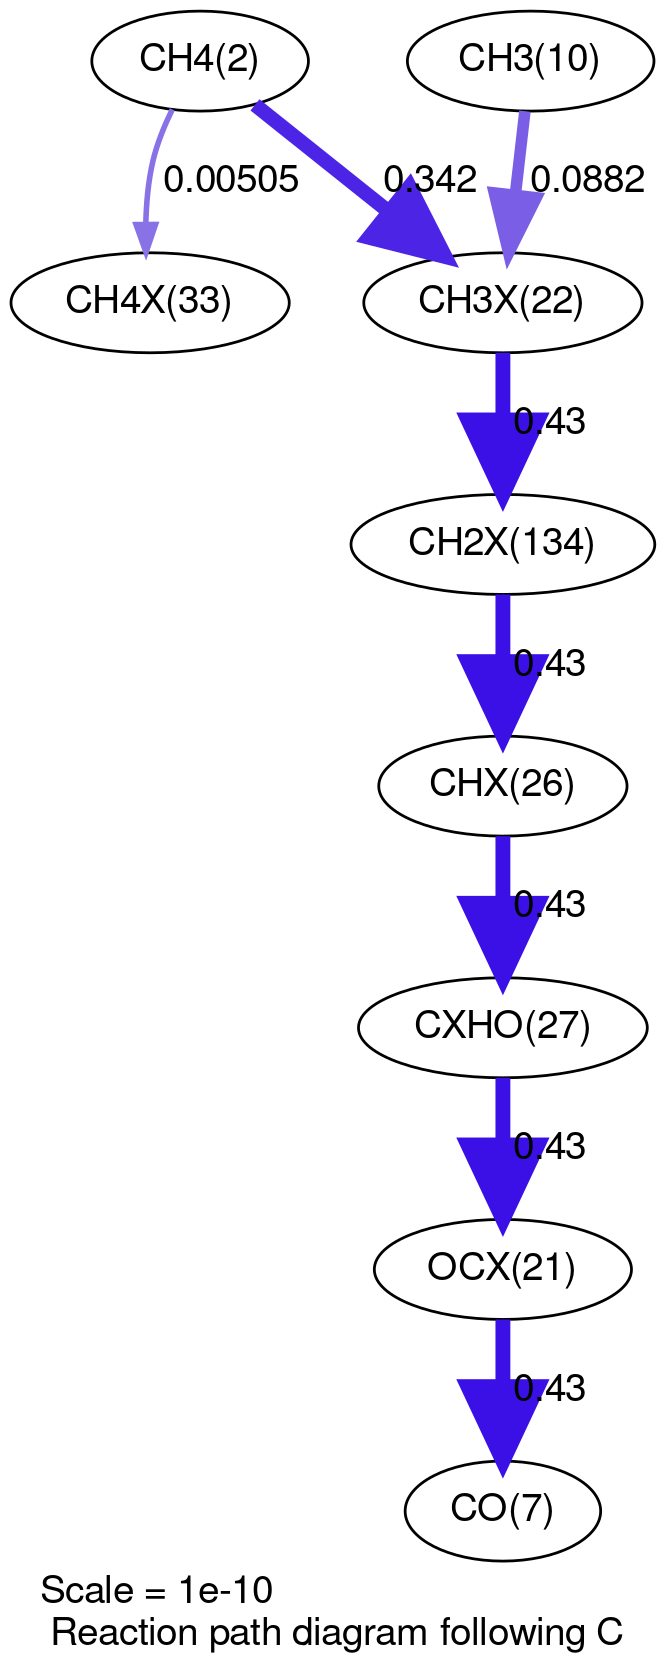 CH4(2)
CH3(10)
0.00505
0.342
0.0882
CH4X(33)
CH3X(22)
0.43
CH2X(134)
0.43
CHX(26)
0.43
CXHO(27)
0.43
OCX(21)
0.43
CO(7)
Scale = 1e-10
Reaction path diagram following C